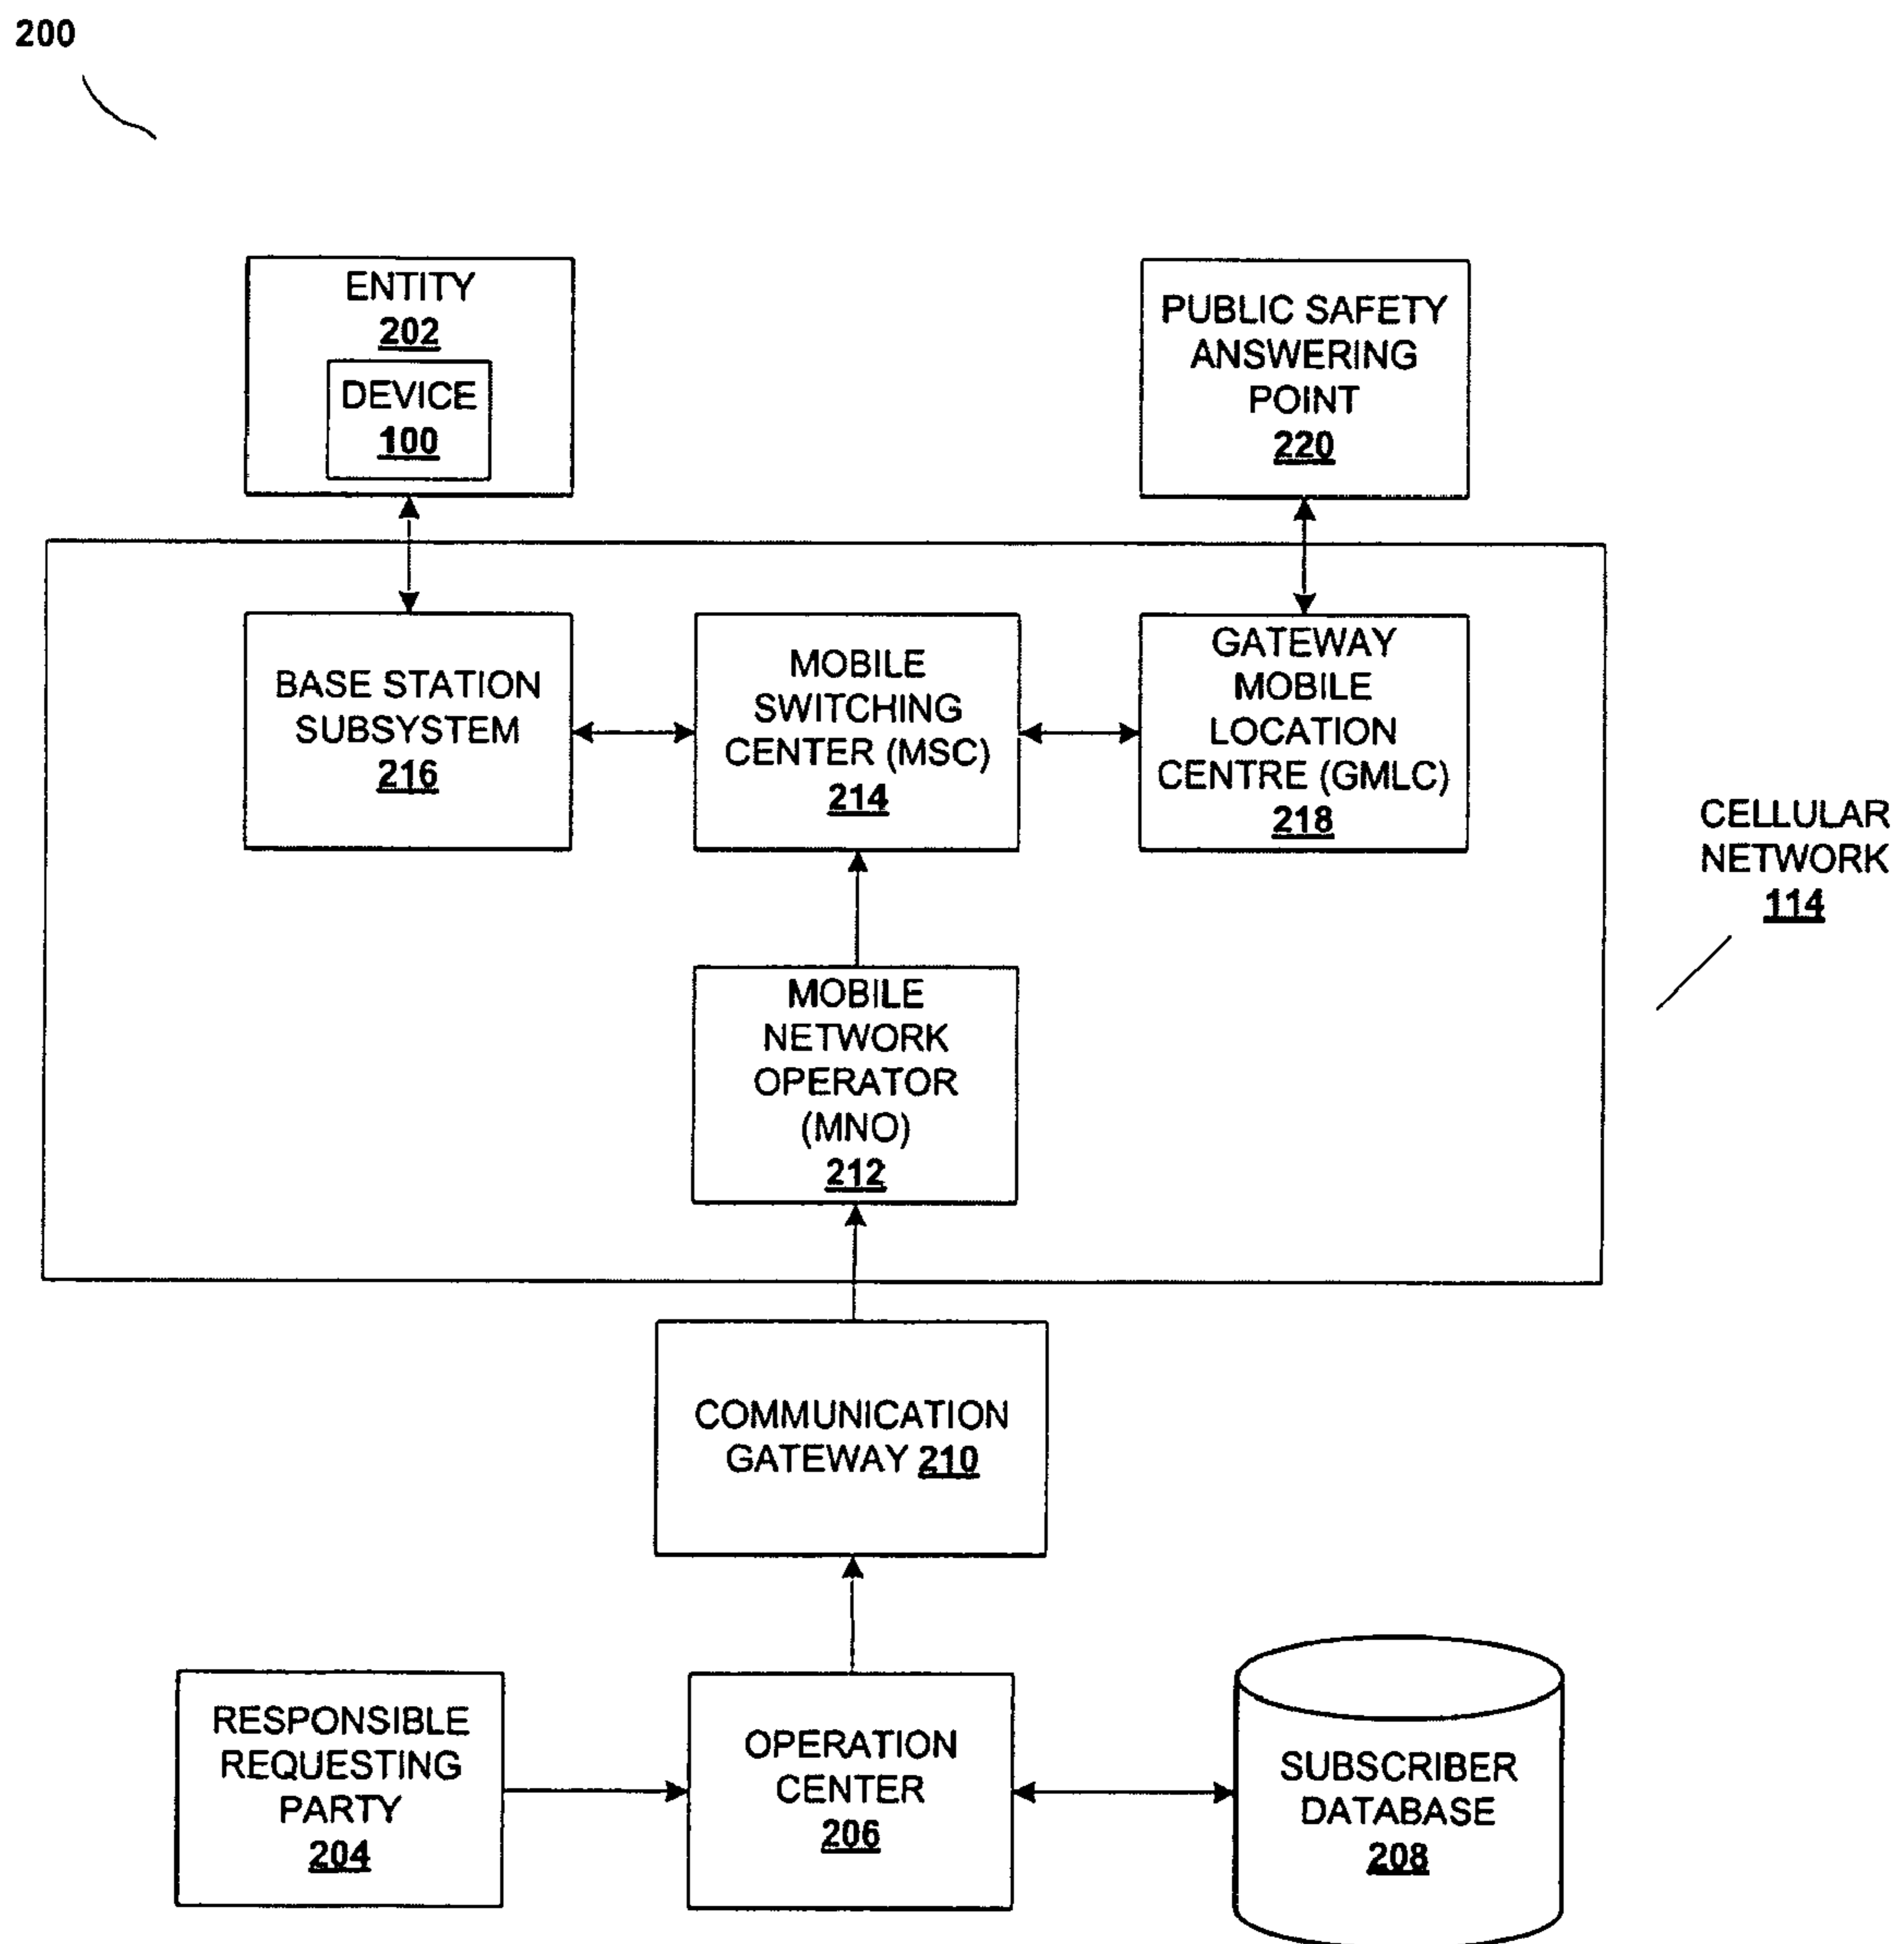 200
ENTITY
202
DEVICE
100
PUBLIC SAFETY
ANSWERING
POINT
220
BASE STATION
SUBSYSTEM
216
MOBILE
SWITCHING
CENTER (MSC)
214
GATEWAY
MOBILE
LOCATION
CENTRE (GMLC)
218
CELLULAR
NETWORK
114
MOBILE
NETWORK
OPERATOR
(MNO)
212
COMMUNICATION
GATEWAY 210
RESPONSIBLE
REQUESTING
PARTY
204
OPERATION
CENTER
206
SUBSCRIBER
DATABASE
208